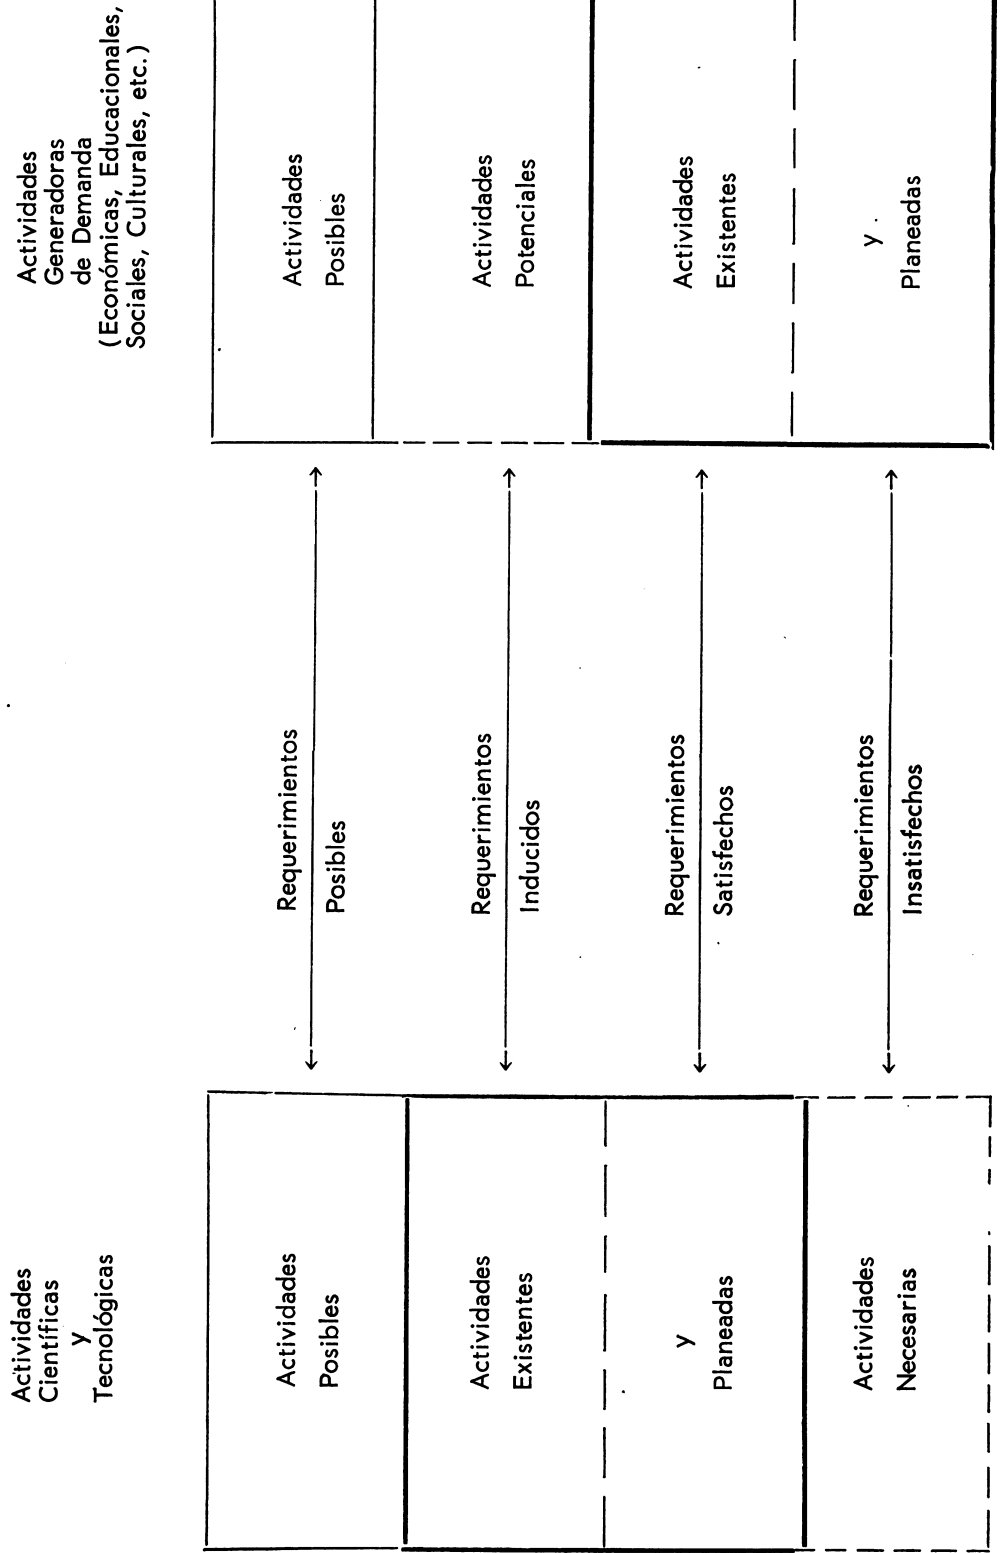 Actividades
Científicas
y
Tecnológicas
Actividades
Generadoras
de Demanda
(Económicas, Educacionales,
Sociales, Culturales, etc.)
Actividades
Posibles
Requerimientos
Posibles
Actividades
Posibles
Actividades
Existentes
Requerimientos
Inducidos
Actividades
Potenciales
y
Planeadas
Requerimientos
Satisfechos
Actividades
Existentes
Actividades
Necesarias
Requerimientos
Insatisfechos
y
Planeadas